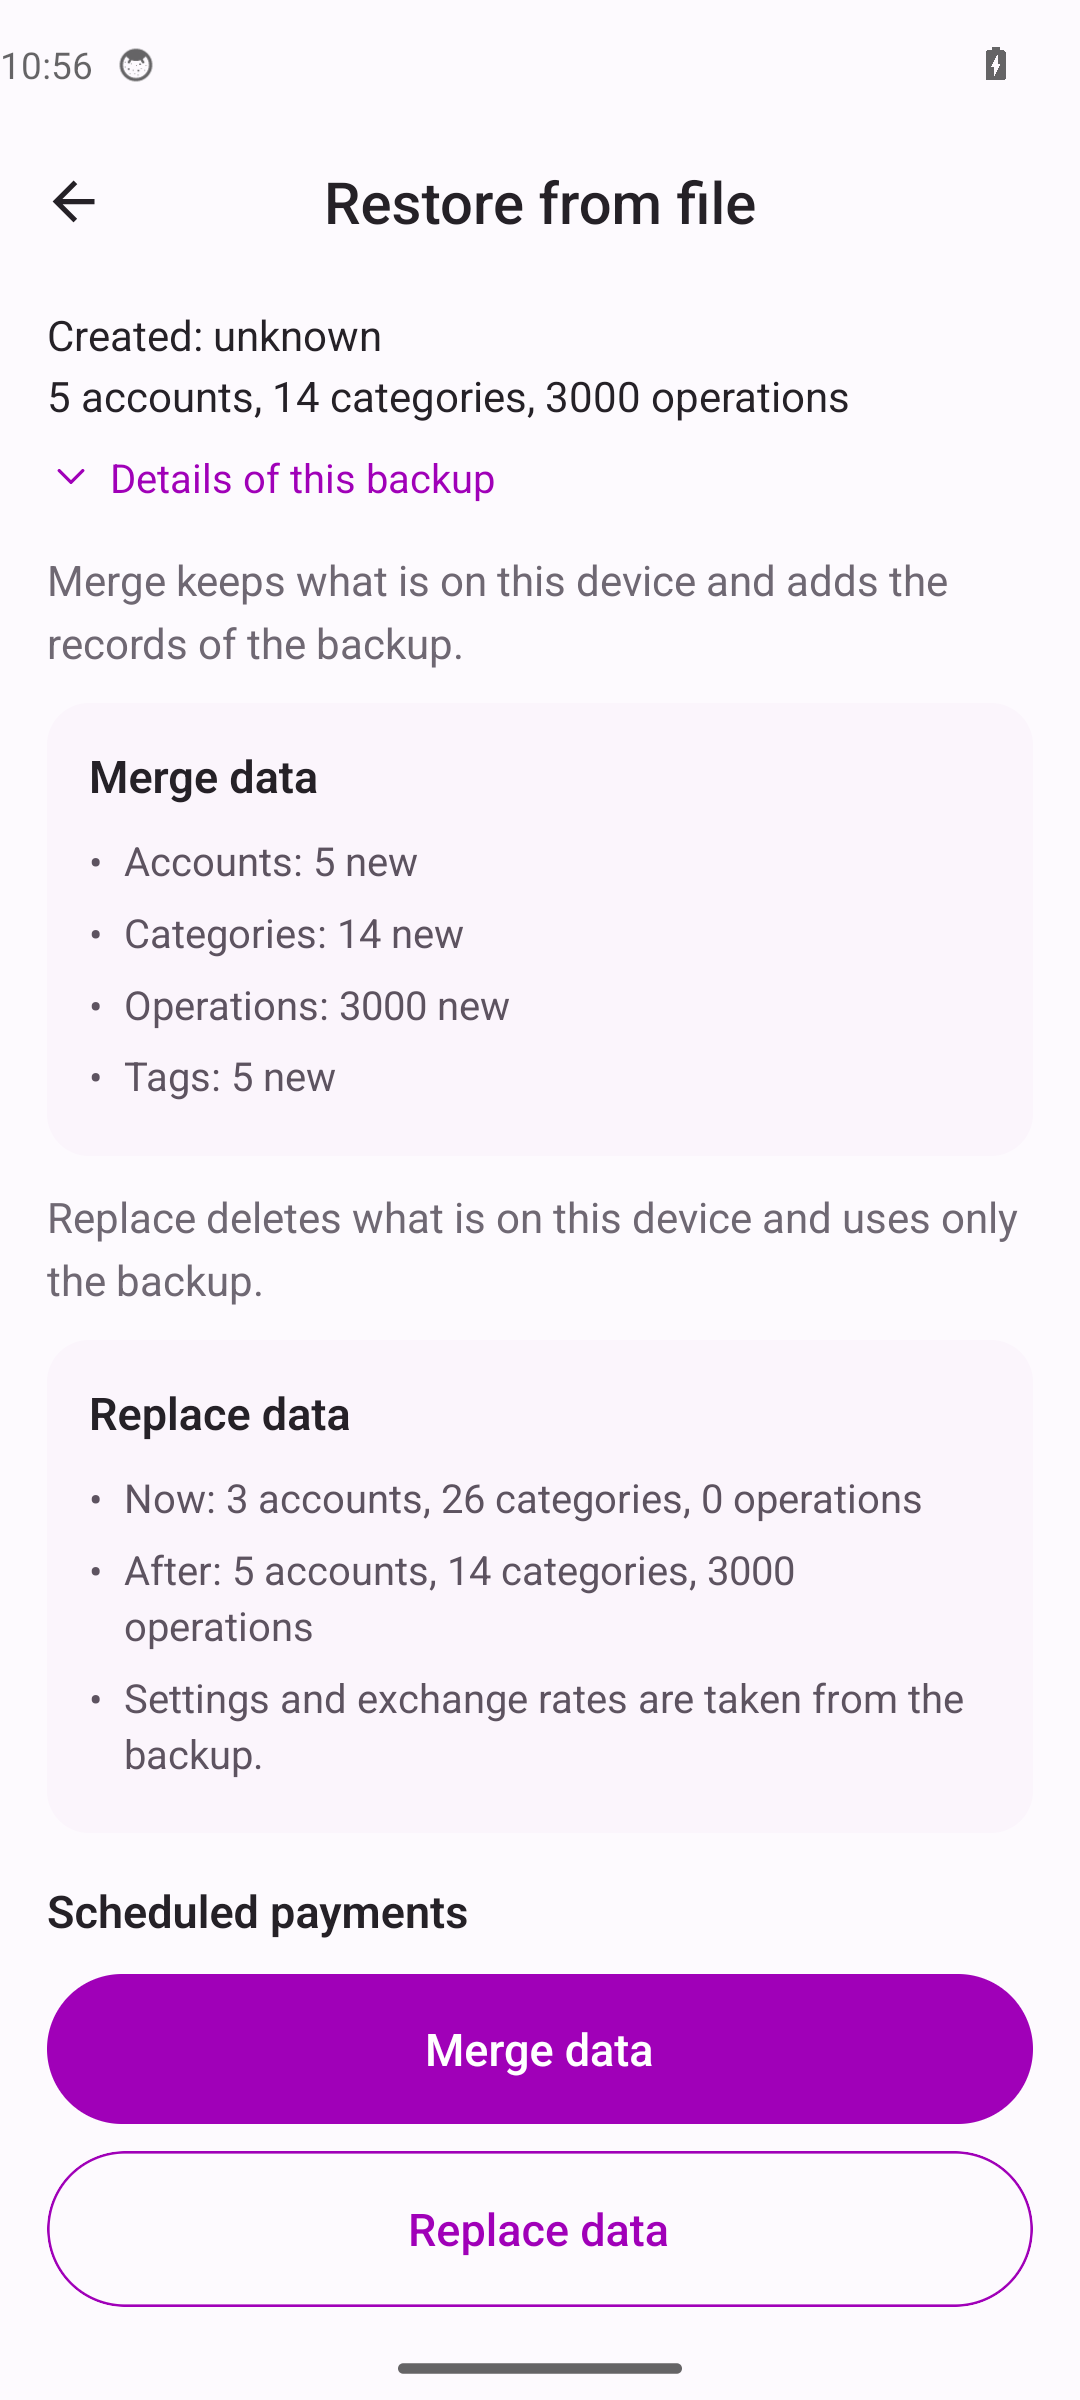 10:56
Restore from file
Created: unknown
5 accounts, 14 categories, 3000 operations
Details of this backup
Merge keeps what is on this device and adds the
records of the backup.
Merge data
• Accounts: 5 new
• Categories: 14 new
• Operations: 3000 new
• Tags: 5 new
Replace deletes what is on this device and uses only
the backup.
Replace data
• Now: 3 accounts, 26 categories, 0 operations
• After: 5 accounts, 14 categories, 3000
operations
• Settings and exchange rates are taken from the
backup.
Scheduled payments
Merge data
Replace data